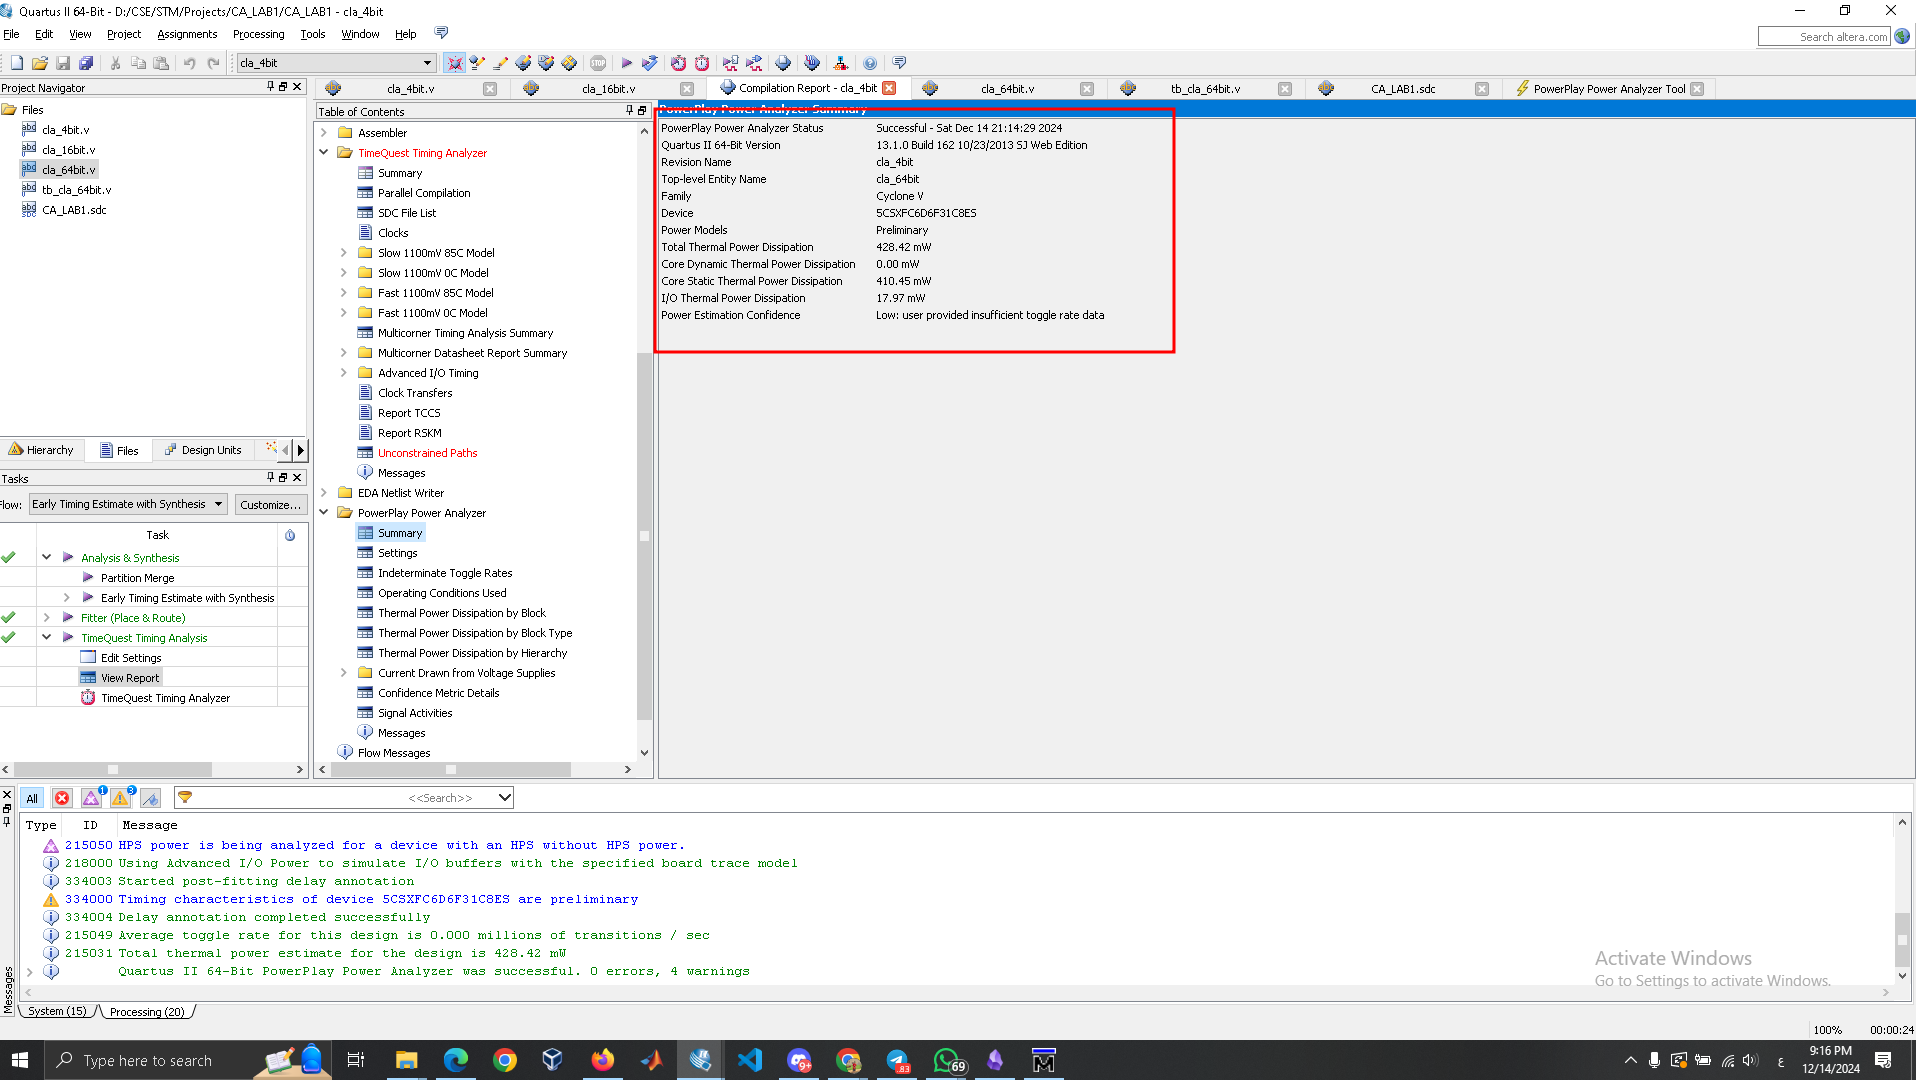 Quartus II 64-Bit - D:/CSE/STM/Projects/CA_LAB1/CA_LAB1 - cla_4bit
File Edit View Project Assignments Processing Tools Window Help
Search altera.com
cla_4bit
Project Navigator
Files
cla_4bit.v
cla_16bit.v
cla_64bit.v
tb_cla_64bit.v
CA_LAB1.sdc
Hierarchy Files Design Units
Tasks
Flow: Early Timing Estimate with Synthesis Customize...
Task
Analysis & Synthesis
Partition Merge
Early Timing Estimate with Synthesis
Fitter (Place & Route)
TimeQuest Timing Analysis
Edit Settings
View Report
TimeQuest Timing Analyzer
cla_4bit.v cla_16bit.v Compilation Report - cla_4bit cla_64bit.v tb_cla_64bit.v CA_LAB1.sdc PowerPlay Power Analyzer Tool
Table of Contents
Assembler
TimeQuest Timing Analyzer
Summary
Parallel Compilation
SDC File List
Clocks
Slow 1100mV 85C Model
Slow 1100mV 0C Model
Fast 1100mV 85C Model
Fast 1100mV 0C Model
Multicorner Timing Analysis Summary
Multicorner Datasheet Report Summary
Advanced I/O Timing
Clock Transfers
Report TCCS
Report RSKM
Unconstrained Paths
Messages
EDA Netlist Writer
PowerPlay Power Analyzer
Summary
Settings
Indeterminate Toggle Rates
Operating Conditions Used
Thermal Power Dissipation by Block
Thermal Power Dissipation by Block Type
Thermal Power Dissipation by Hierarchy
Current Drawn from Voltage Supplies
Confidence Metric Details
Signal Activities
Messages
Flow Messages
PowerPlay Power Analyzer Summary
PowerPlay Power Analyzer Status Successful - Sat Dec 14 21:14:29 2024
Quartus II 64-Bit Version 13.1.0 Build 162 10/23/2013 SJ Web Edition
Revision Name cla_4bit
Top-level Entity Name cla_64bit
Family Cyclone V
Device 5CSXFC6D6F31C8ES
Power Models Preliminary
Total Thermal Power Dissipation 428.42 mW
Core Dynamic Thermal Power Dissipation 0.00 mW
Core Static Thermal Power Dissipation 410.45 mW
I/O Thermal Power Dissipation 17.97 mW
Power Estimation Confidence Low: user provided insufficient toggle rate data
All 1 3 <<Search>>
Type ID Message
215050 HPS power is being analyzed for a device with an HPS without HPS power.
218000 Using Advanced I/O Power to simulate I/O buffers with the specified board trace model
334003 Started post-fitting delay annotation
334000 Timing characteristics of device 5CSXFC6D6F31C8ES are preliminary
334004 Delay annotation completed successfully
215049 Average toggle rate for this design is 0.000 millions of transitions / sec
215031 Total thermal power estimate for the design is 428.42 mW
Quartus II 64-Bit PowerPlay Power Analyzer was successful. 0 errors, 4 warnings
Messages
System (15) Processing (20)
Activate Windows
Go to Settings to activate Windows.
100% 00:00:24
Type here to search
9+
83
69
ع
9:16 PM
12/14/2024